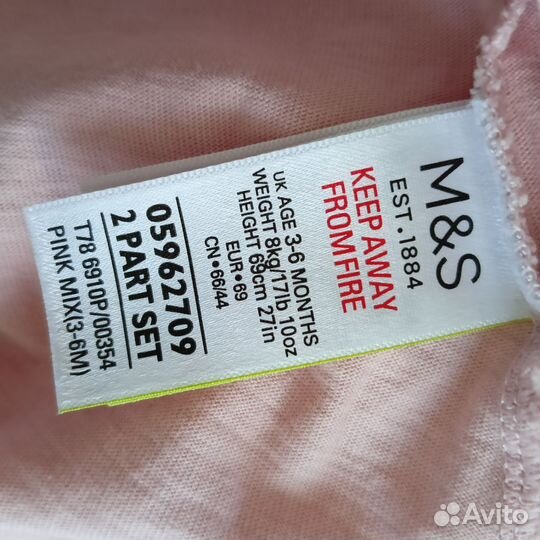 M&S
EST. 1884
KEEP AWAY
FROM FIRE
UK AGE 3-6 MONTHS
WEIGHT 8kg/17lb 10oz
HEIGHT 69cm 27in
EUR•69
CN•66/44
05962709
2 PART SET
T78 6910P/00354
PINK MIX(3-6M)
Avito